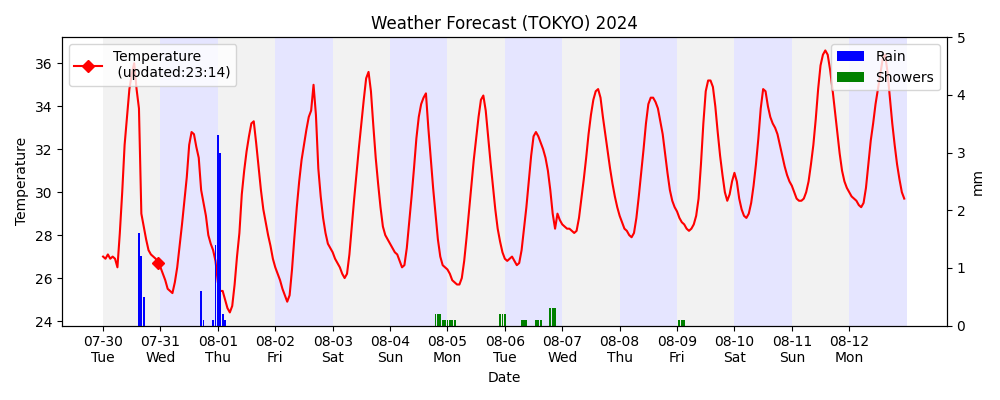 Weather Forecast (TOKYO) 2024
Temperature
(updated:23:14)
Rain
Showers
Temperature
36
34
32
30
28
26
24
5
4
3
2
1
0
mm
07-30 07-31 08-01 08-02 08-03 08-04 08-05 08-06 08-07 08-08 08-09 08-10 08-11 08-12
Tue Wed Thu Fri Sat Sun Mon Tue Wed Thu Fri Sat Sun Mon
Date